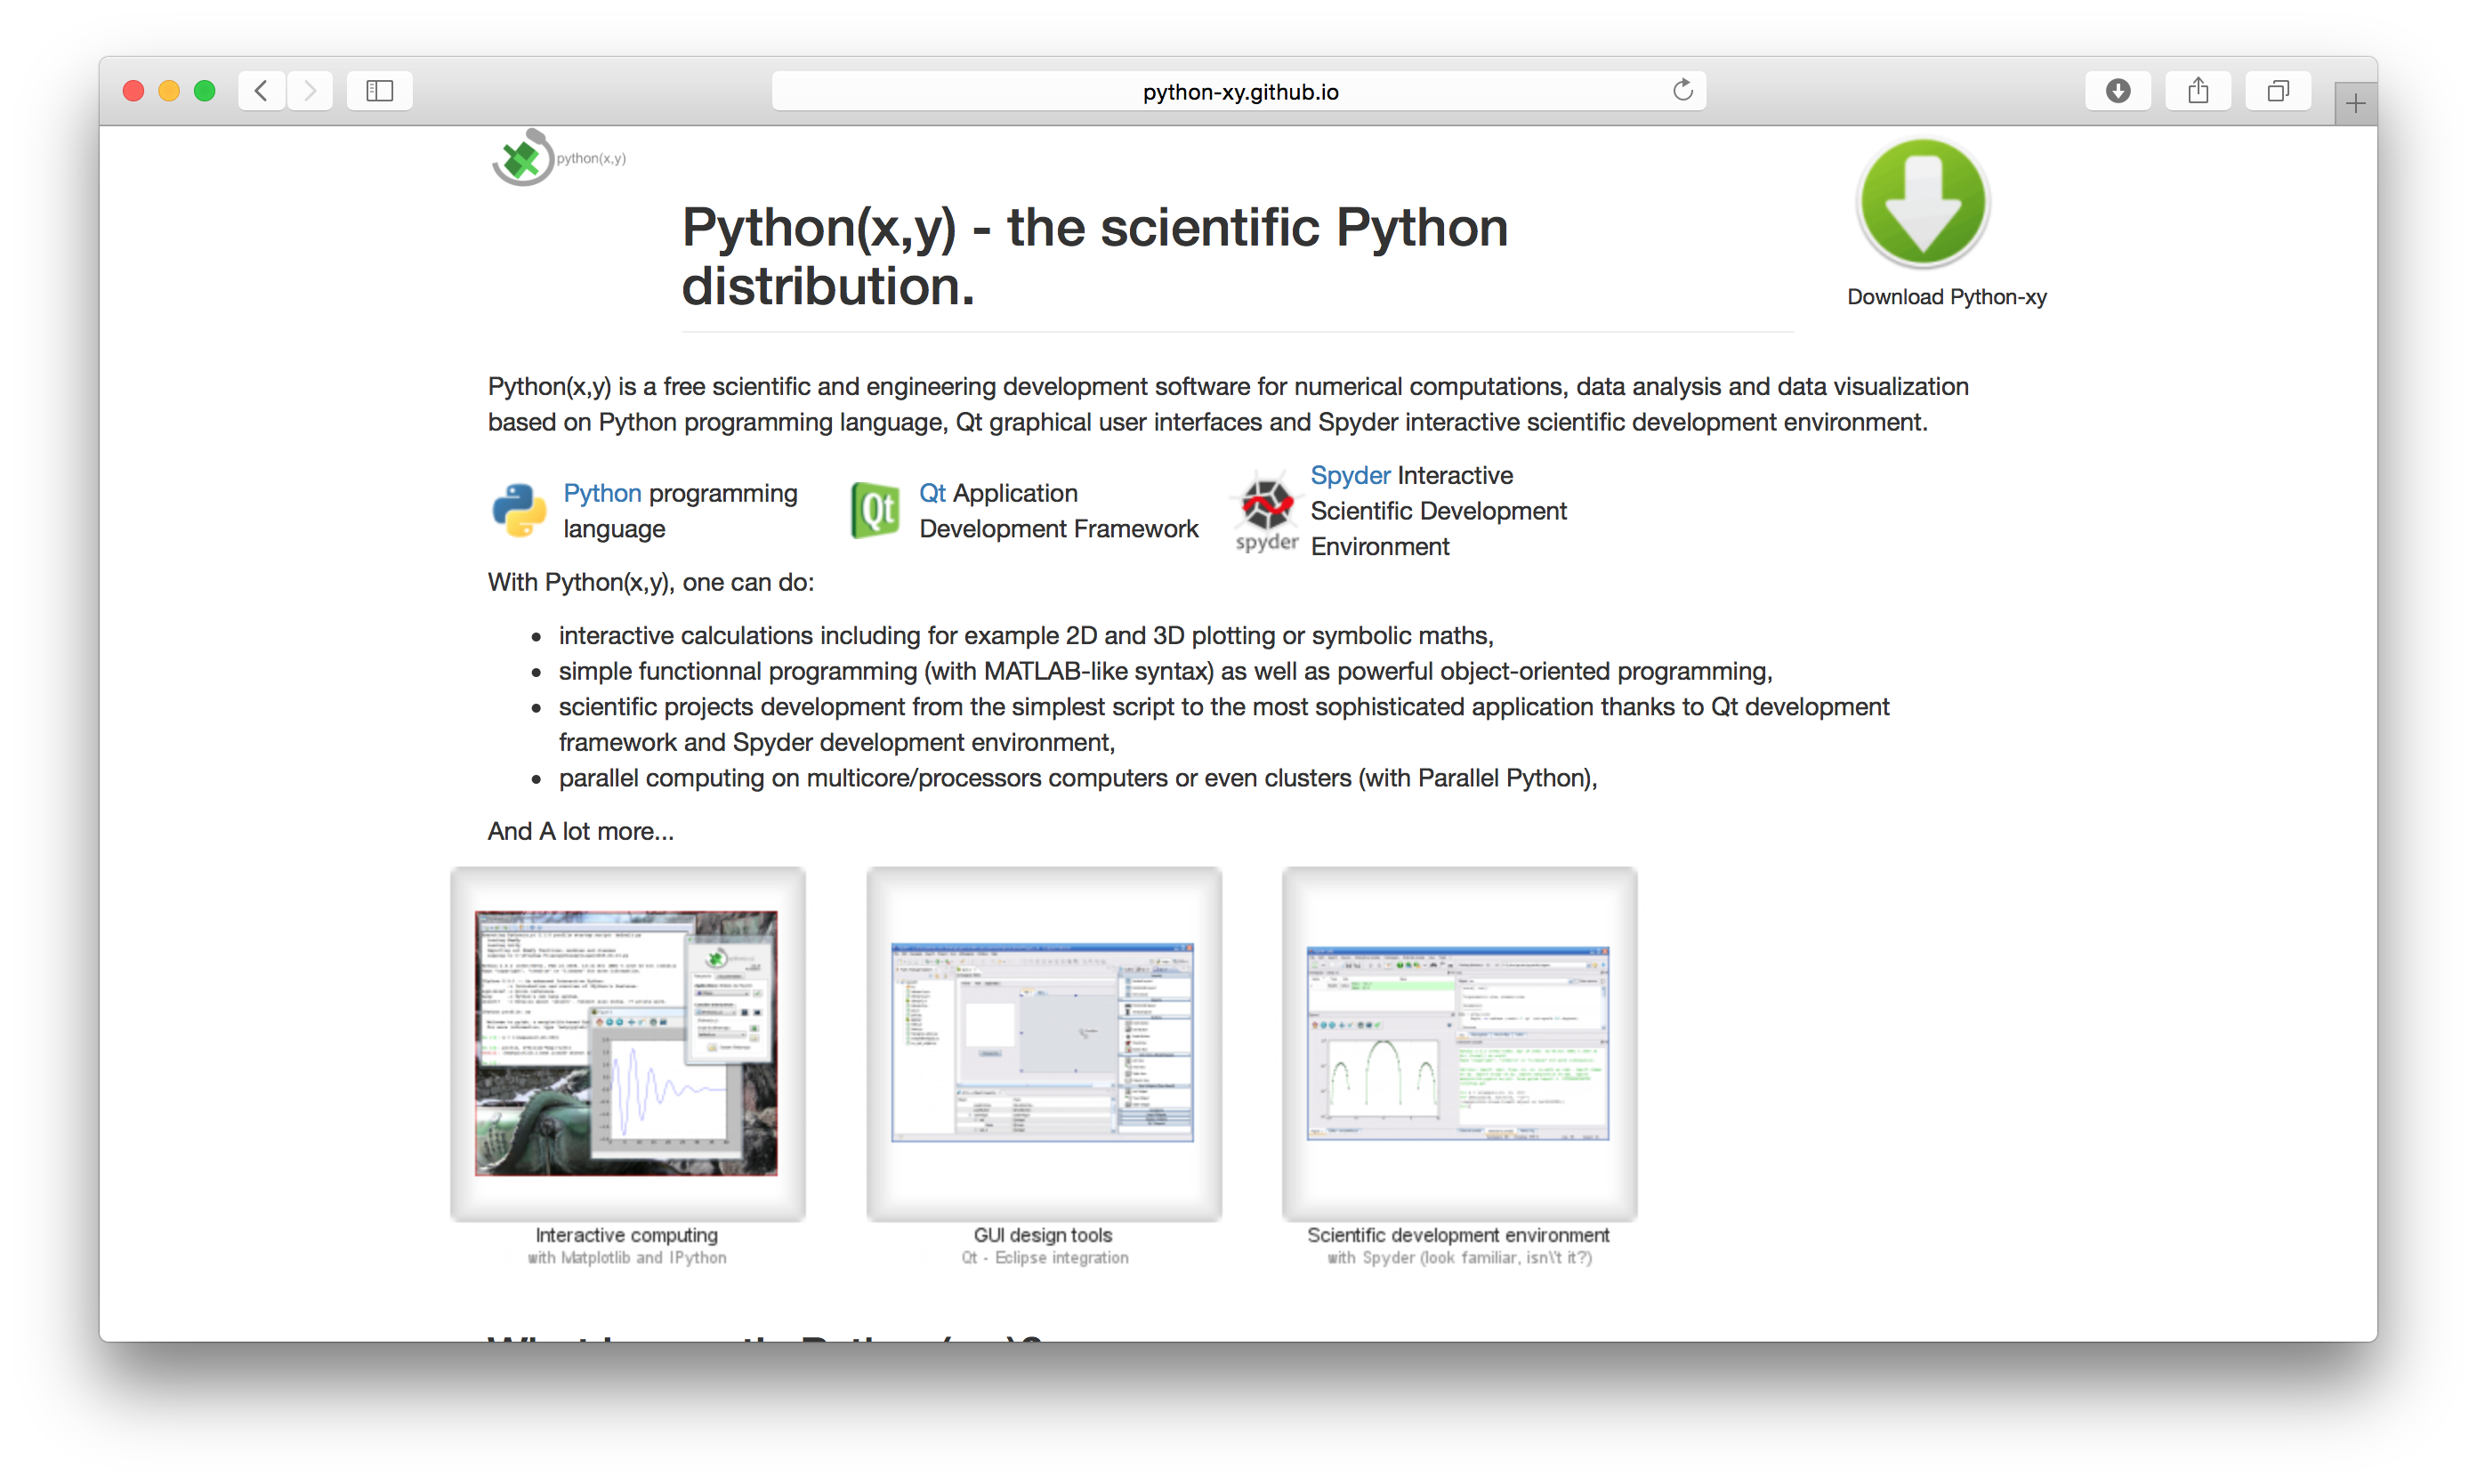 python-xy.github.io
python(x,y)
Python(x,y) - the scientific Python
distribution.
Download Python-xy
Python(x,y) is a free scientific and engineering development software for numerical computations, data analysis and data visualization
based on Python programming language, Qt graphical user interfaces and Spyder interactive scientific development environment.
Python programming
language
Qt
Qt Application
Development Framework
spyder
Spyder Interactive
Scientific Development
Environment
With Python(x,y), one can do:
• interactive calculations including for example 2D and 3D plotting or symbolic maths,
• simple functionnal programming (with MATLAB-like syntax) as well as powerful object-oriented programming,
• scientific projects development from the simplest script to the most sophisticated application thanks to Qt development
framework and Spyder development environment,
• parallel computing on multicore/processors computers or even clusters (with Parallel Python),
And A lot more...
Interactive computing
with Matplotlib and IPython
GUI design tools
Qt - Eclipse integration
Scientific development environment
with Spyder (look familiar, isn\'t it?)